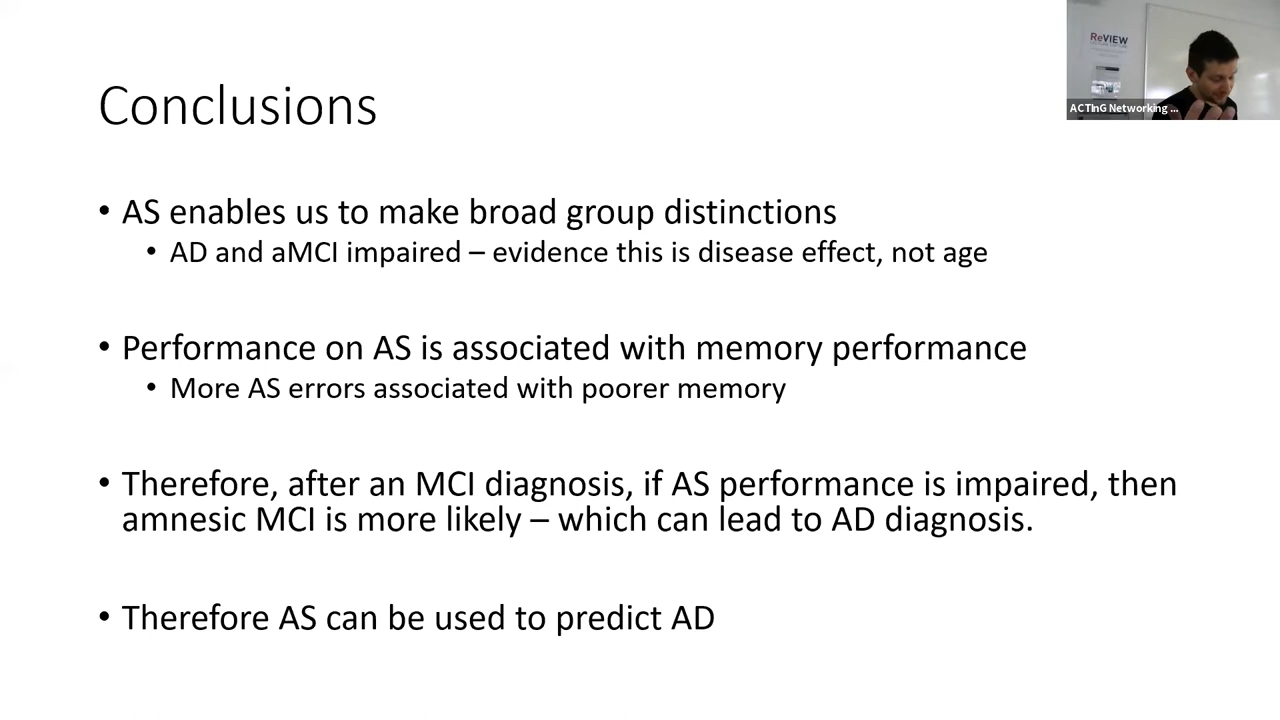 Conclusions
• AS enables us to make broad group distinctions
• AD and aMCI impaired – evidence this is disease effect, not age
• Performance on AS is associated with memory performance
• More AS errors associated with poorer memory
• Therefore, after an MCI diagnosis, if AS performance is impaired, then
amnesic MCI is more likely – which can lead to AD diagnosis.
• Therefore AS can be used to predict AD
ReVIEW
ACTInG Networking ...